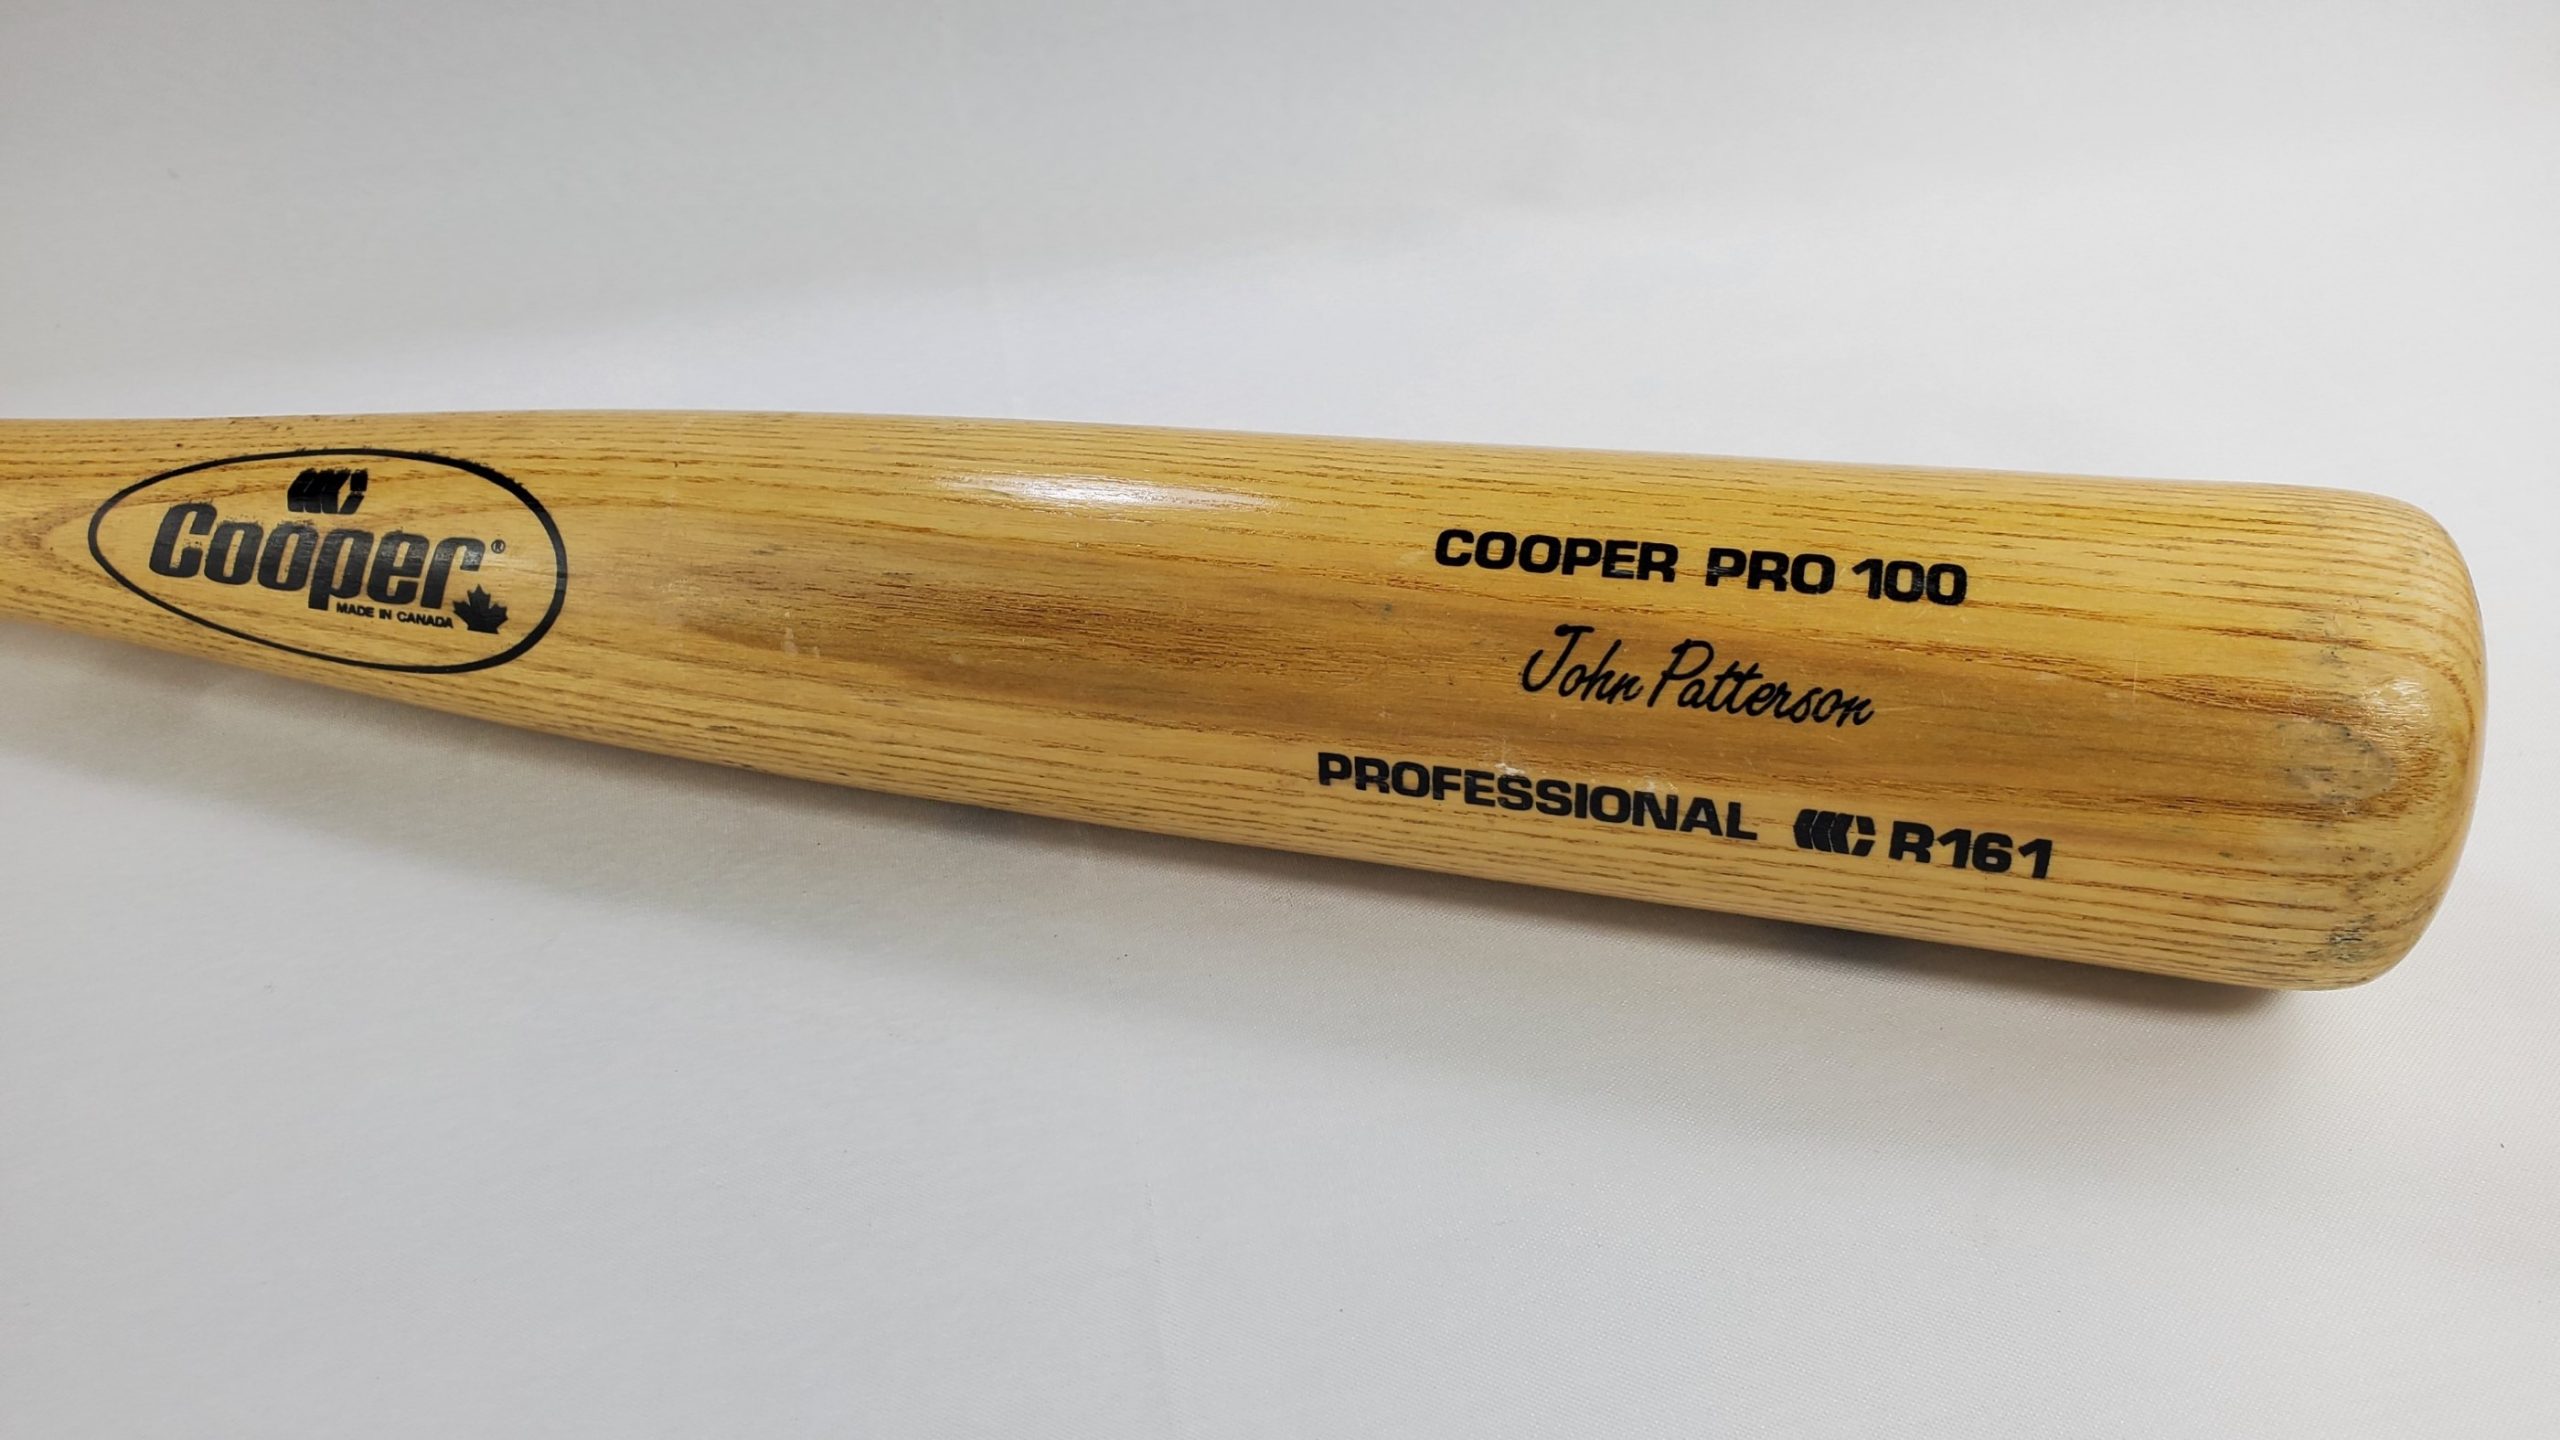 Cooper®
MADE IN CANADA
COOPER PRO 100
John Patterson
PROFESSIONAL R161